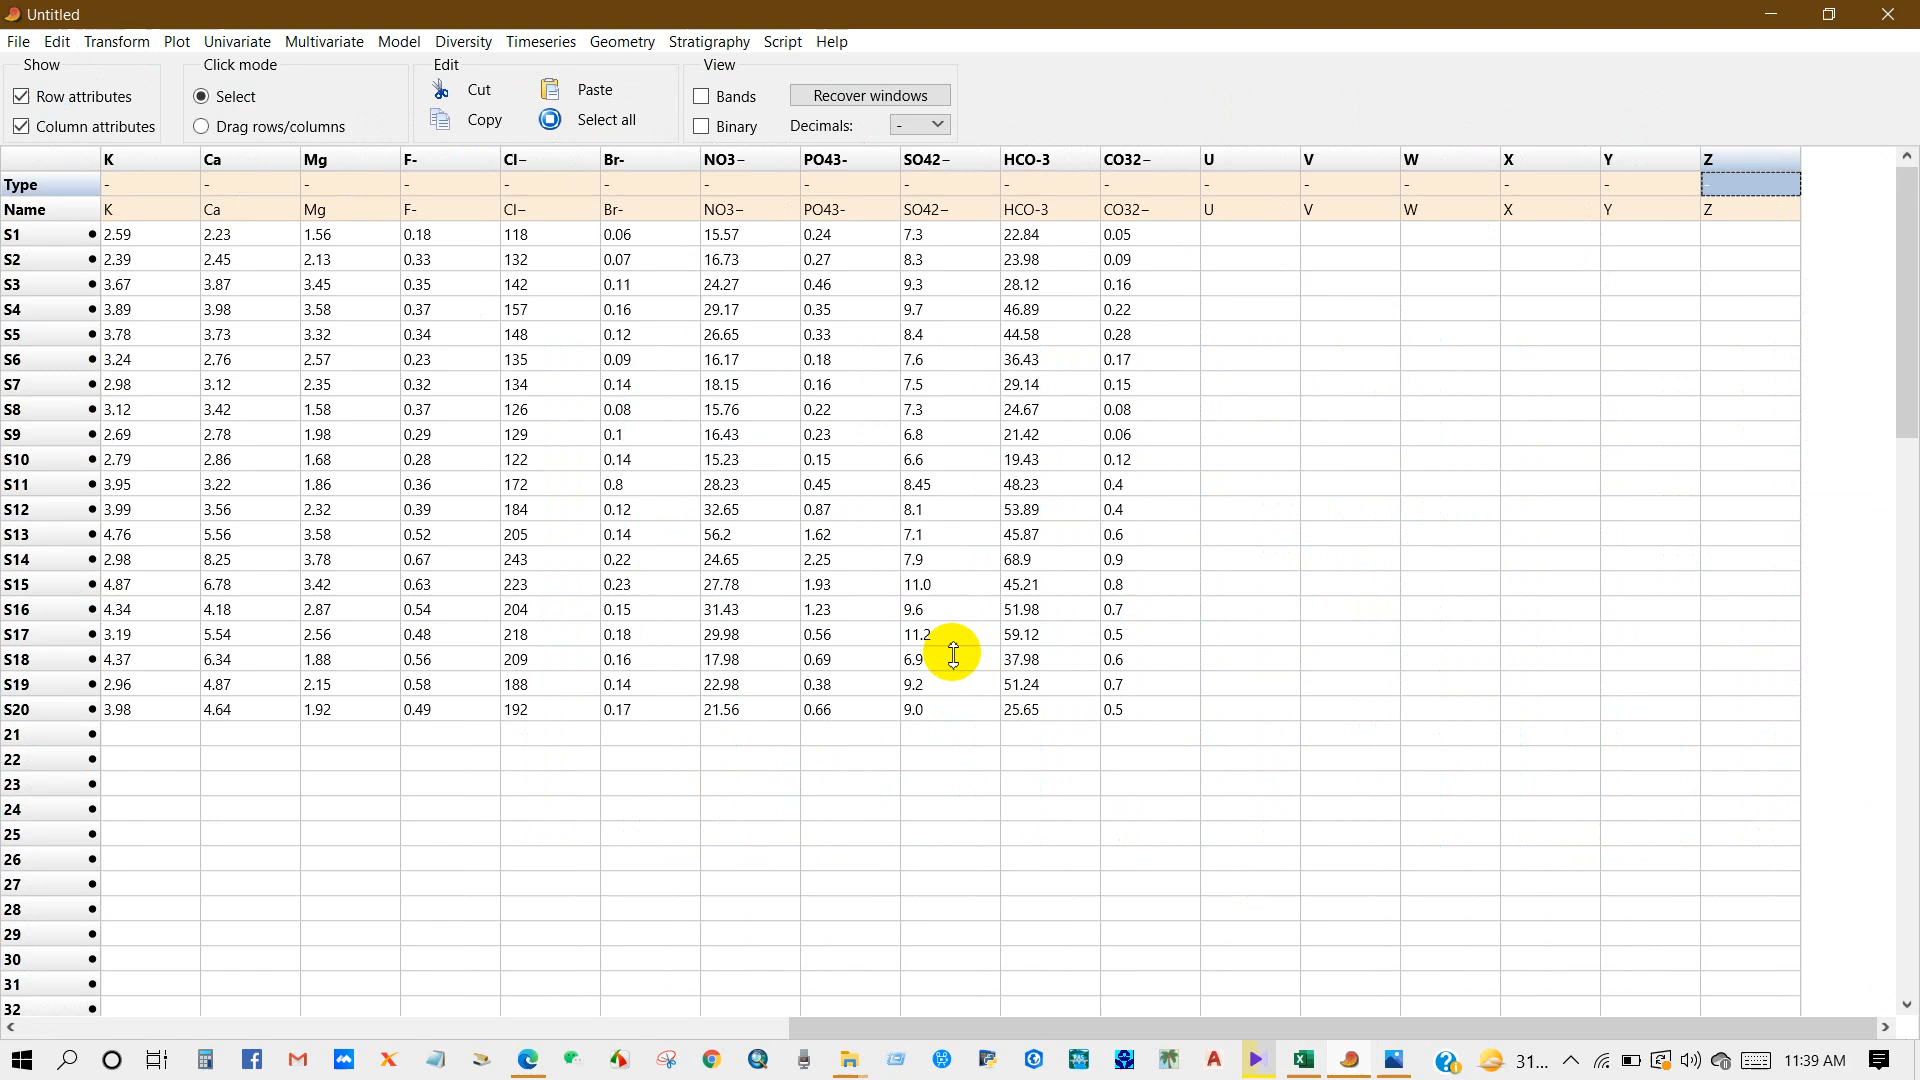 Untitled
File Edit Transform Plot Univariate Multivariate Model Diversity Timeseries Geometry Stratigraphy Script Help
Show Click mode Edit View
Row attributes Select Cut Paste Bands Recover windows
Column attributes Drag rows/columns Copy Select all Binary Decimals: -
K Ca Mg F- Cl− Br- NO3− PO43- SO42− HCO-3 CO32− U V W X Y Z
Type - - - - - - - - - - - - - - - - -
Name K Ca Mg F- Cl− Br- NO3− PO43- SO42− HCO-3 CO32− U V W X Y Z
S1 2.59 2.23 1.56 0.18 118 0.06 15.57 0.24 7.3 22.84 0.05
S2 2.39 2.45 2.13 0.33 132 0.07 16.73 0.27 8.3 23.98 0.09
S3 3.67 3.87 3.45 0.35 142 0.11 24.27 0.46 9.3 28.12 0.16
S4 3.89 3.98 3.58 0.37 157 0.16 29.17 0.35 9.7 46.89 0.22
S5 3.78 3.73 3.32 0.34 148 0.12 26.65 0.33 8.4 44.58 0.28
S6 3.24 2.76 2.57 0.23 135 0.09 16.17 0.18 7.6 36.43 0.17
S7 2.98 3.12 2.35 0.32 134 0.14 18.15 0.16 7.5 29.14 0.15
S8 3.12 3.42 1.58 0.37 126 0.08 15.76 0.22 7.3 24.67 0.08
S9 2.69 2.78 1.98 0.29 129 0.1 16.43 0.23 6.8 21.42 0.06
S10 2.79 2.86 1.68 0.28 122 0.14 15.23 0.15 6.6 19.43 0.12
S11 3.95 3.22 1.86 0.36 172 0.8 28.23 0.45 8.45 48.23 0.4
S12 3.99 3.56 2.32 0.39 184 0.12 32.65 0.87 8.1 53.89 0.4
S13 4.76 5.56 3.58 0.52 205 0.14 56.2 1.62 7.1 45.87 0.6
S14 2.98 8.25 3.78 0.67 243 0.22 24.65 2.25 7.9 68.9 0.9
S15 4.87 6.78 3.42 0.63 223 0.23 27.78 1.93 11.0 45.21 0.8
S16 4.34 4.18 2.87 0.54 204 0.15 31.43 1.23 9.6 51.98 0.7
S17 3.19 5.54 2.56 0.48 218 0.18 29.98 0.56 11.2 59.12 0.5
S18 4.37 6.34 1.88 0.56 209 0.16 17.98 0.69 6.9 37.98 0.6
S19 2.96 4.87 2.15 0.58 188 0.14 22.98 0.38 9.2 51.24 0.7
S20 3.98 4.64 1.92 0.49 192 0.17 21.56 0.66 9.0 25.65 0.5
21
22
23
24
25
26
27
28
29
30
31
32
31... 11:39 AM